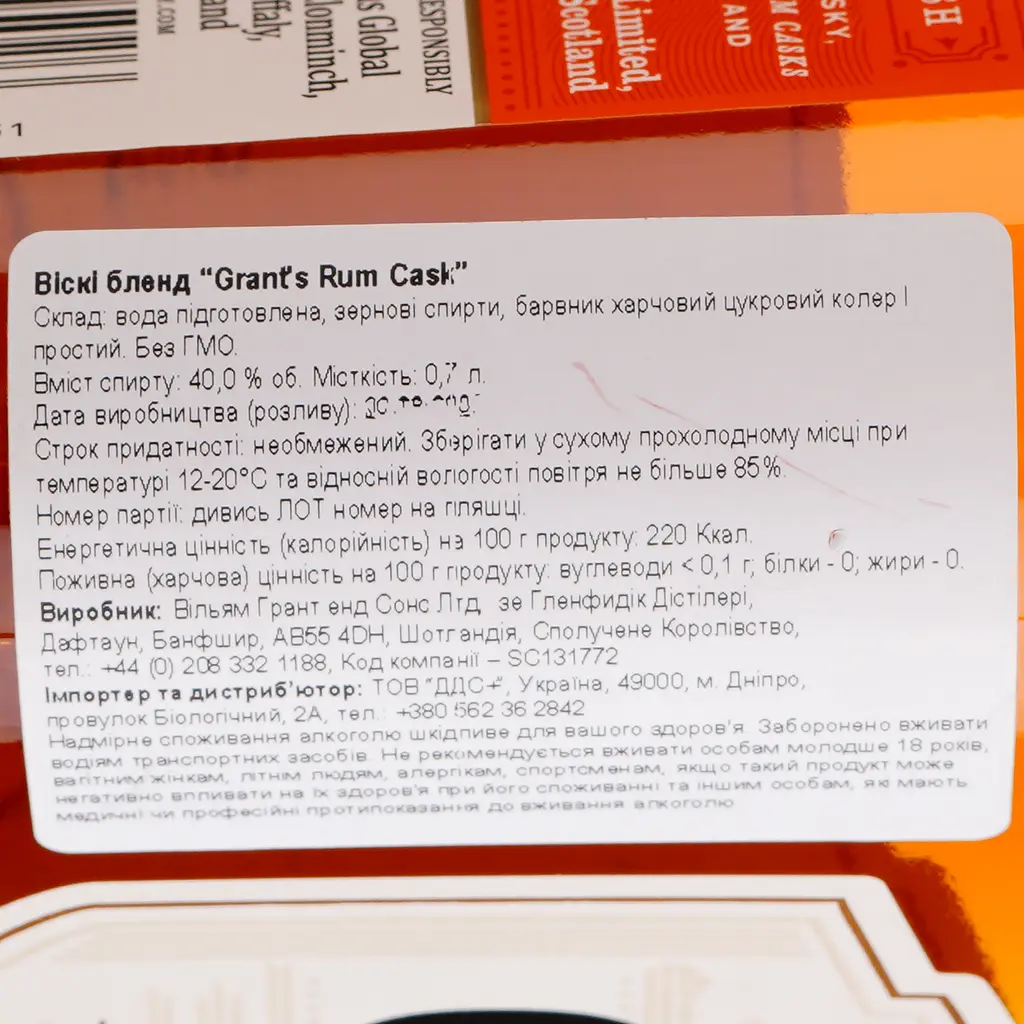 RESPONSIBLY
s Global
lonminch,
ffaly,
and
.COM
5 1
Limited,
Scotland
SKY,
M CASKS
AND
SH
Віскі бленд “Grant's Rum Cask”
Склад: вода підготовлена, зернові спирти, барвник харчовий цукровий колер І
простий. Без ГМО.
Вміст спирту: 40,0 % об. Місткість: 0,7 л.
Дата виробництва (розливу):
Строк придатності: необмежений. Зберігати у сухому прохолодному місці при
температурі 12-20°С та відносній вологості повітря не більше 85%.
Номер партії: дивись ЛОТ номер на пляшці.
Енергетична цінність (калорійність) на 100 г продукту: 220 Ккал.
Поживна (харчова) цінність на 100 г продукту: вуглеводи < 0,1 г; білки - 0; жири - 0.
Виробник: Вільям Грант енд Сонс Лтд зе Гленфидік Дістілері,
Дафтаун, Банфшир, AB55 4DH, Шотландія, Сполучене Королівство,
тел.: +44 (0) 208 332 1188, Код компанії – SC131772
Імпортер та дистриб'ютор: ТОВ “ДДС+”, Україна, 49000, м. Дніпро,
провулок Біологічний, 2А, тел.: +380 562 36 2842
Надмірне споживання алкоголю шкідливе для вашого здоров'я. Заборонено вживати
водіям транспортних засобів. Не рекомендується вживати особам молодше 18 років,
вагітним жінкам, літнім людям, алергікам, спортсменам, якщо такий продукт може
негативно впливати на їх здоров'я при його споживанні та іншим особам, які мають
медичні чи професійні протипоказання до вживання алкоголю